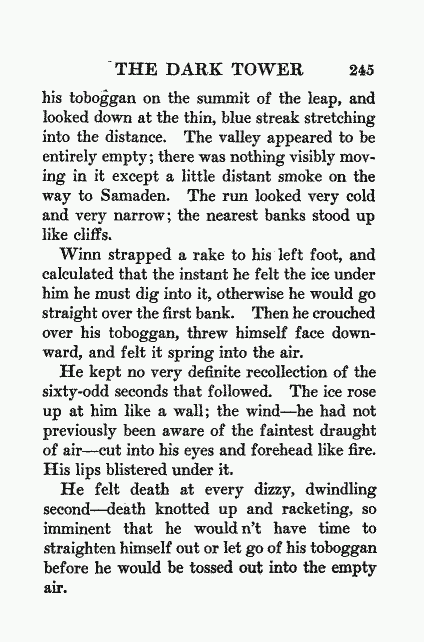 THE DARK TOWER 245
his toboggan on the summit of the leap, and
looked down at the thin, blue streak stretching
into the distance. The valley appeared to be
entirely empty; there was nothing visibly mov-
ing in it except a little distant smoke on the
way to Samaden. The run looked very cold
and very narrow; the nearest banks stood up
like cliffs.
Winn strapped a rake to his left foot, and
calculated that the instant he felt the ice under
him he must dig into it, otherwise he would go
straight over the first bank. Then he crouched
over his toboggan, threw himself face down-
ward, and felt it spring into the air.
He kept no very definite recollection of the
sixty-odd seconds that followed. The ice rose
up at him like a wall; the wind—he had not
previously been aware of the faintest draught
of air—cut into his eyes and forehead like fire.
His lips blistered under it.
He felt death at every dizzy, dwindling
second—death knotted up and racketing, so
imminent that he would n't have time to
straighten himself out or let go of his toboggan
before he would be tossed out into the empty
air.